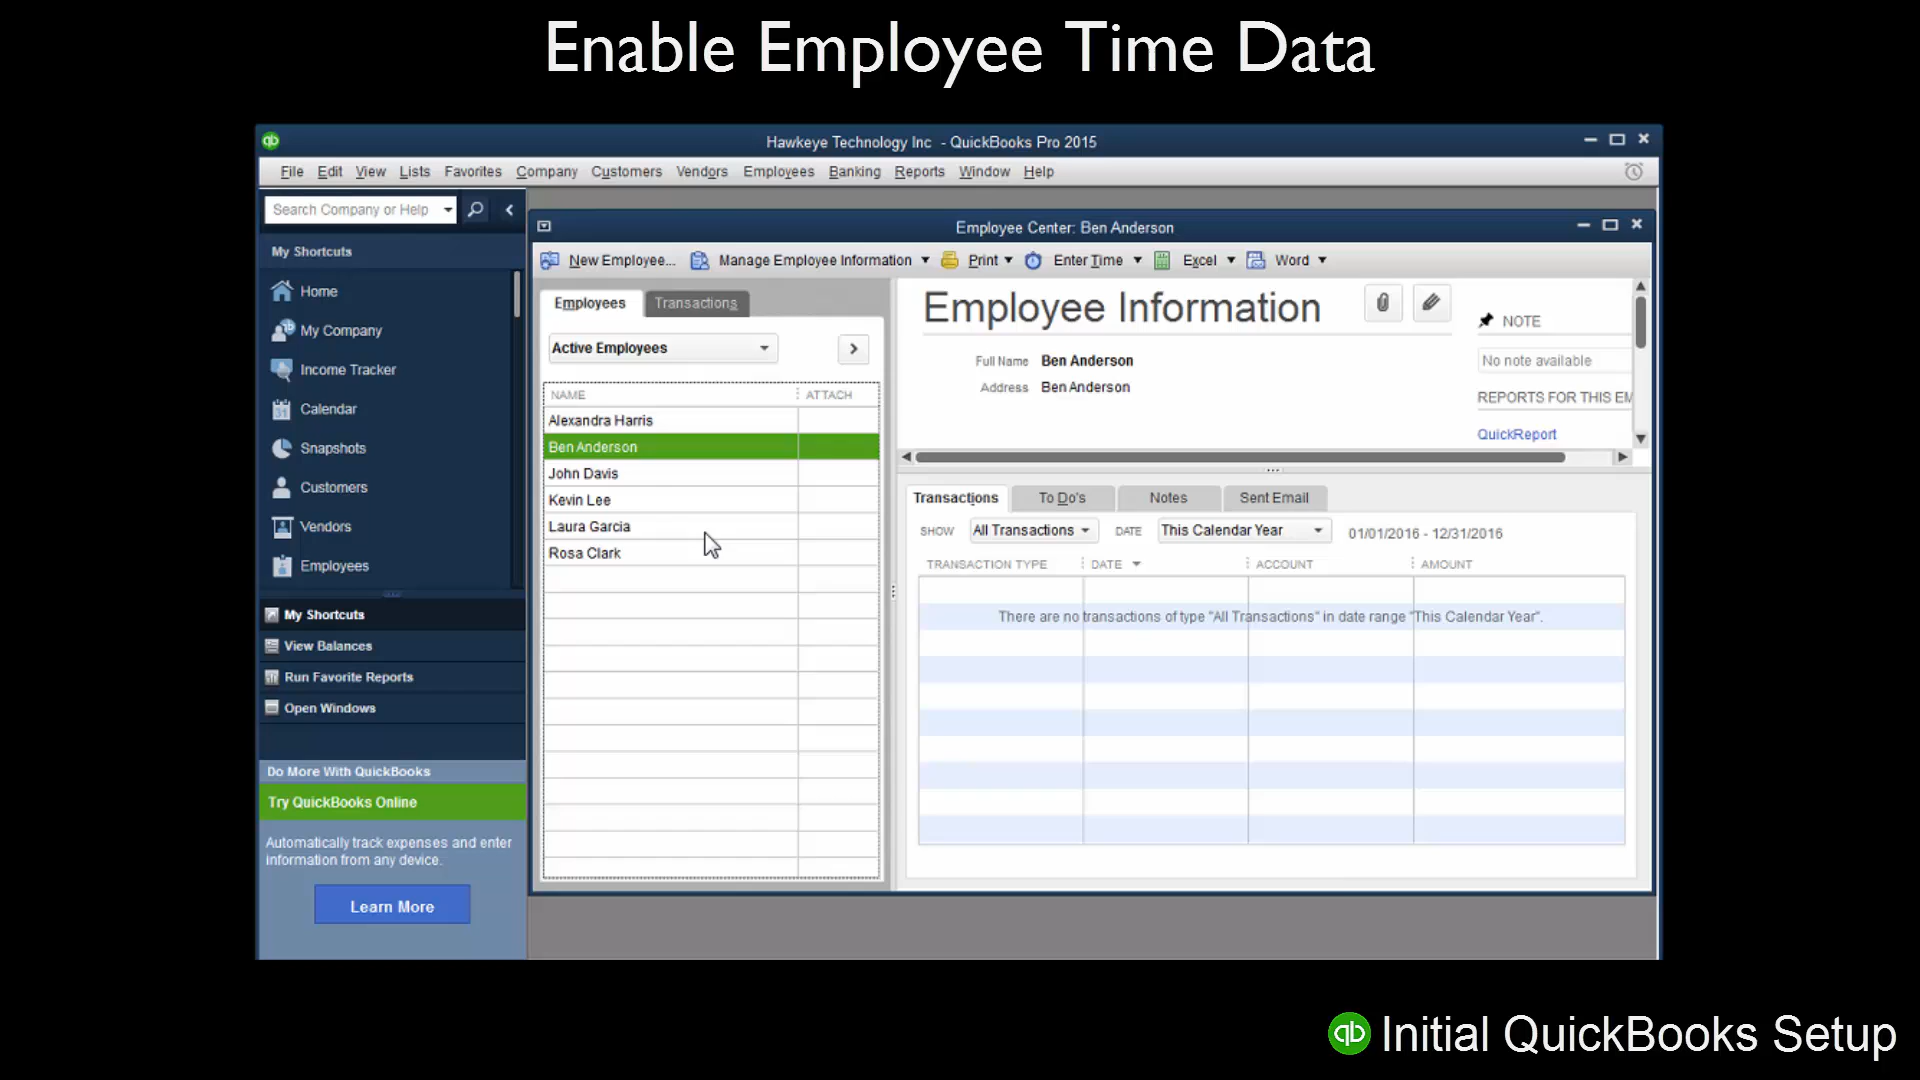 Enable Employee Time Data
Hawkeye Technology Inc - QuickBooks Pro 2015
File Edit View Lists Favorites Company Customers Vendors Employees Banking Reports Window Help
Search Company or Help
My Shortcuts
Home
My Company
Income Tracker
Calendar
Snapshots
Customers
Vendors
Employees
My Shortcuts
View Balances
Run Favorite Reports
Open Windows
Do More With QuickBooks
Try QuickBooks Online
Automatically track expenses and enter
information from any device.
Learn More
Employee Center: Ben Anderson
New Employee... Manage Employee Information Print Enter Time Excel Word
Employees Transactions
Active Employees
NAME ATTACH
Alexandra Harris
Ben Anderson
John Davis
Kevin Lee
Laura Garcia
Rosa Clark
Employee Information
Full Name Ben Anderson
Address Ben Anderson
NOTE
No note available
REPORTS FOR THIS EM
QuickReport
Transactions To Do's Notes Sent Email
SHOW All Transactions DATE This Calendar Year 01/01/2016 - 12/31/2016
TRANSACTION TYPE DATE ACCOUNT AMOUNT
There are no transactions of type "All Transactions" in date range "This Calendar Year".
qb Initial QuickBooks Setup